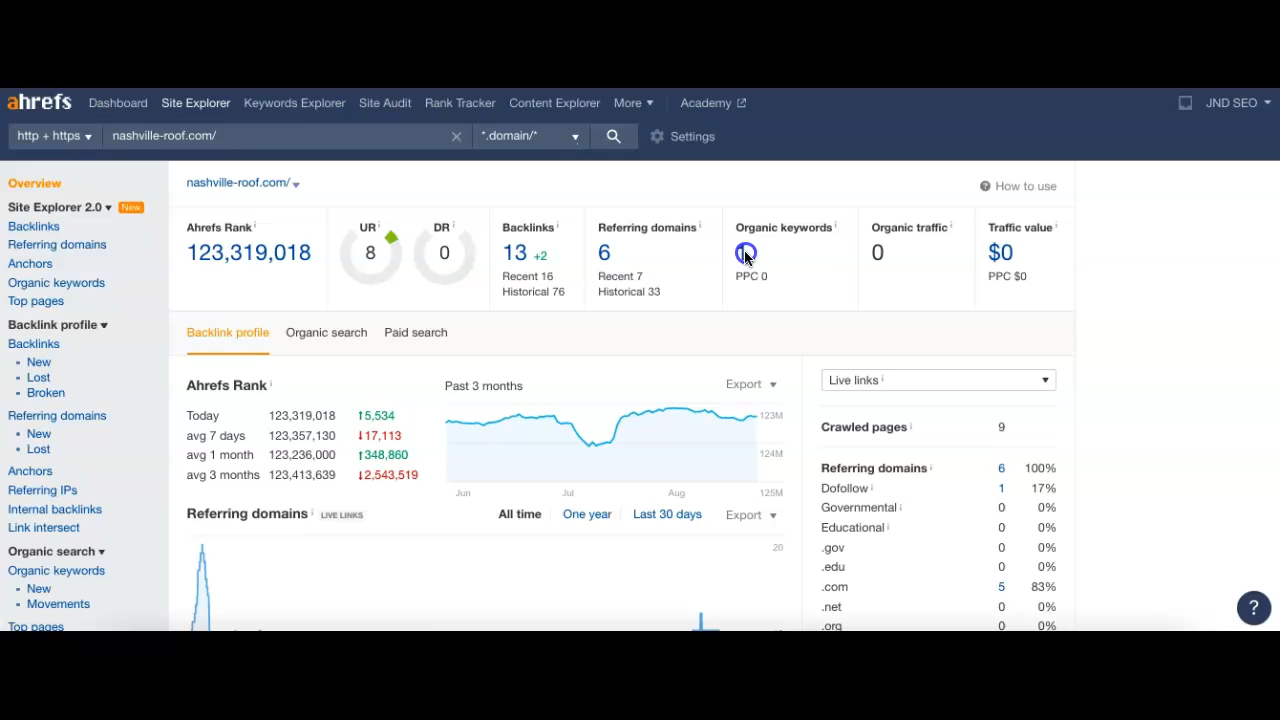 ahrefs Dashboard Site Explorer Keywords Explorer Site Audit Rank Tracker Content Explorer More Academy JND SEO
http + https nashville-roof.com/ *.domain/* Settings
Overview
Site Explorer 2.0 New
Backlinks
Referring domains
Anchors
Organic keywords
Top pages
Backlink profile
Backlinks
New
Lost
Broken
Referring domains
New
Lost
Anchors
Referring IPs
Internal backlinks
Link intersect
Organic search
Organic keywords
New
Movements
Top pages
nashville-roof.com/ How to use
Ahrefs Rank UR DR Backlinks Referring domains Organic keywords Organic traffic Traffic value
123,319,018 8 0 13 +2 6 0 $0
Recent 16 Recent 7 PPC 0 PPC $0
Historical 76 Historical 33
Backlink profile Organic search Paid search
Ahrefs Rank Past 3 months Export
Today 123,319,018 ↑5,534
avg 7 days 123,357,130 ↓17,113
avg 1 month 123,236,000 ↑348,860
avg 3 months 123,413,639 ↓2,543,519
123M
124M
125M
Jun Jul Aug
Referring domains LIVE LINKS All time One year Last 30 days Export
20
Live links
Crawled pages 9
Referring domains 6 100%
Dofollow 1 17%
Governmental 0 0%
Educational 0 0%
.gov 0 0%
.edu 0 0%
.com 5 83%
.net 0 0%
.org 0 0%
?